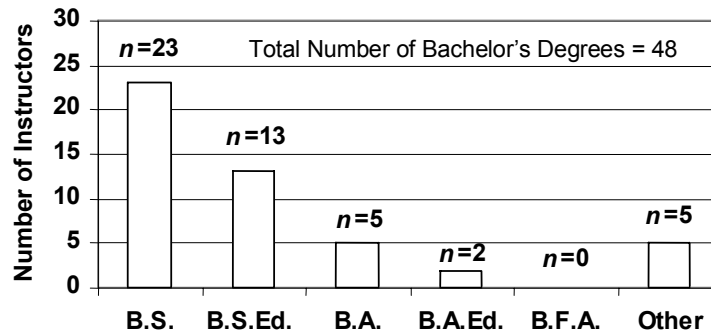 30
25
20
15
10
5
0
Number of Instructors
Total Number of Bachelor's Degrees = 48
n=23
n=13
n=5
n=2
n=0
n=5
B.S.
B.S.Ed.
B.A.
B.A.Ed.
B.F.A.
Other